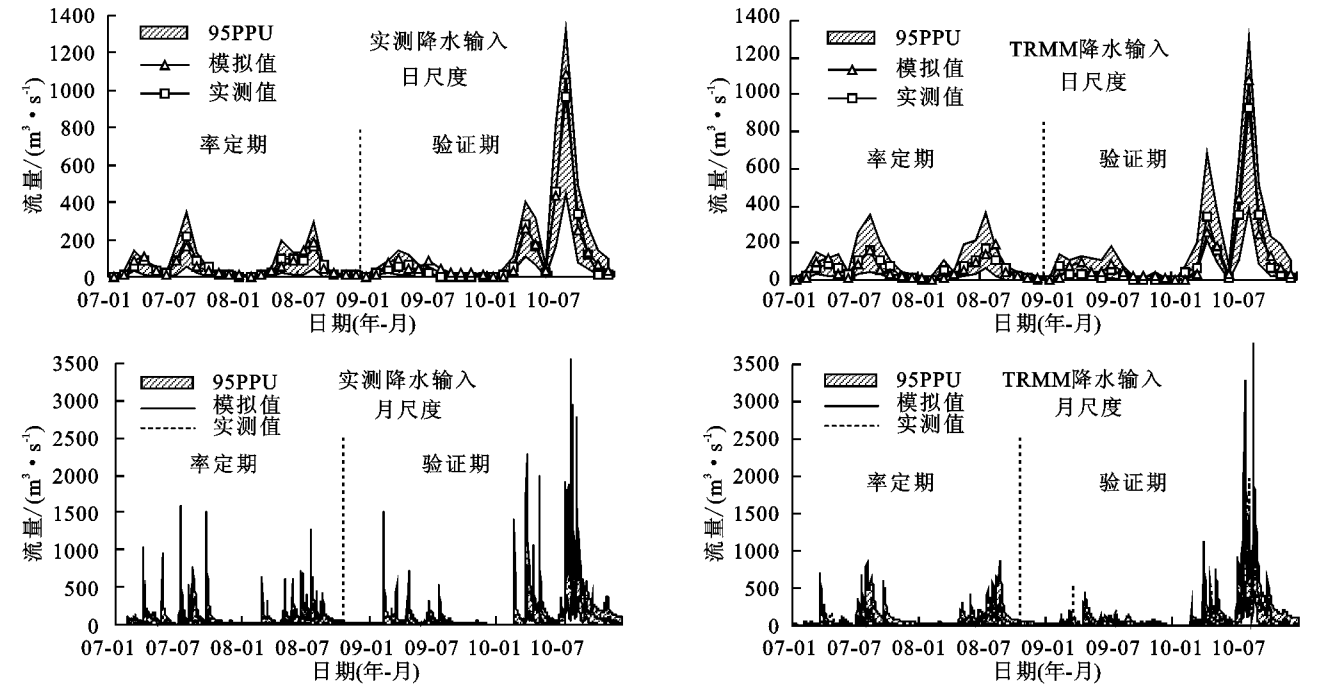 1400
1200
1000
800
600
400
200
0
流量/(m³·s⁻¹)
95PPU
模拟值
实测值
实测降水输入
日尺度
率定期
验证期
07-01 07-07 08-01 08-07 09-01 09-07 10-01 10-07
日期(年-月)
1400
1200
1000
800
600
400
200
0
流量/(m³·s⁻¹)
95PPU
模拟值
实测值
TRMM降水输入
日尺度
率定期
验证期
07-01 07-07 08-01 08-07 09-01 09-07 10-01 10-07
日期(年-月)
3500
3000
2500
2000
1500
1000
500
0
流量/(m³·s⁻¹)
95PPU
模拟值
实测值
实测降水输入
月尺度
率定期
验证期
07-01 07-07 08-01 08-07 09-01 09-07 10-01 10-07
日期(年-月)
3500
3000
2500
2000
1500
1000
500
0
流量/(m³·s⁻¹)
95PPU
模拟值
实测值
TRMM降水输入
月尺度
率定期
验证期
07-01 07-07 08-01 08-07 09-01 09-07 10-01 10-07
日期(年-月)